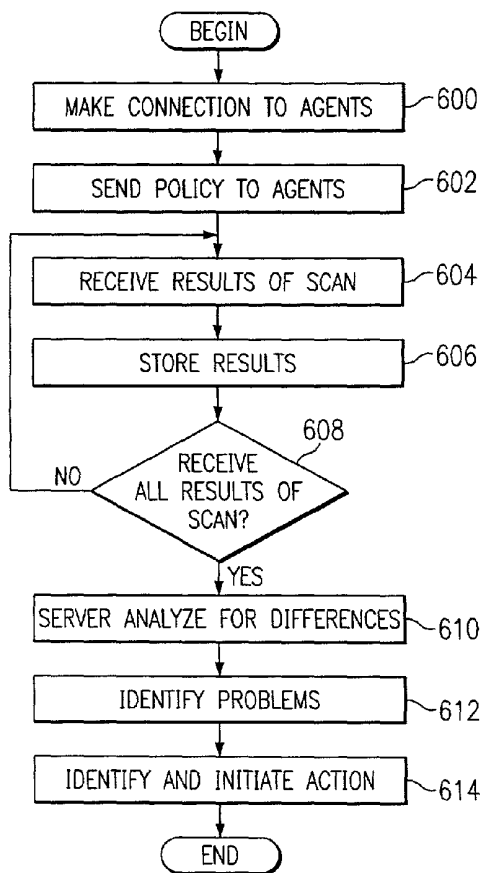 BEGIN
MAKE CONNECTION TO AGENTS
600
SEND POLICY TO AGENTS
602
RECEIVE RESULTS OF SCAN
604
STORE RESULTS
606
608
RECEIVE
ALL RESULTS OF
SCAN?
NO
YES
SERVER ANALYZE FOR DIFFERENCES
610
IDENTIFY PROBLEMS
612
IDENTIFY AND INITIATE ACTION
614
END